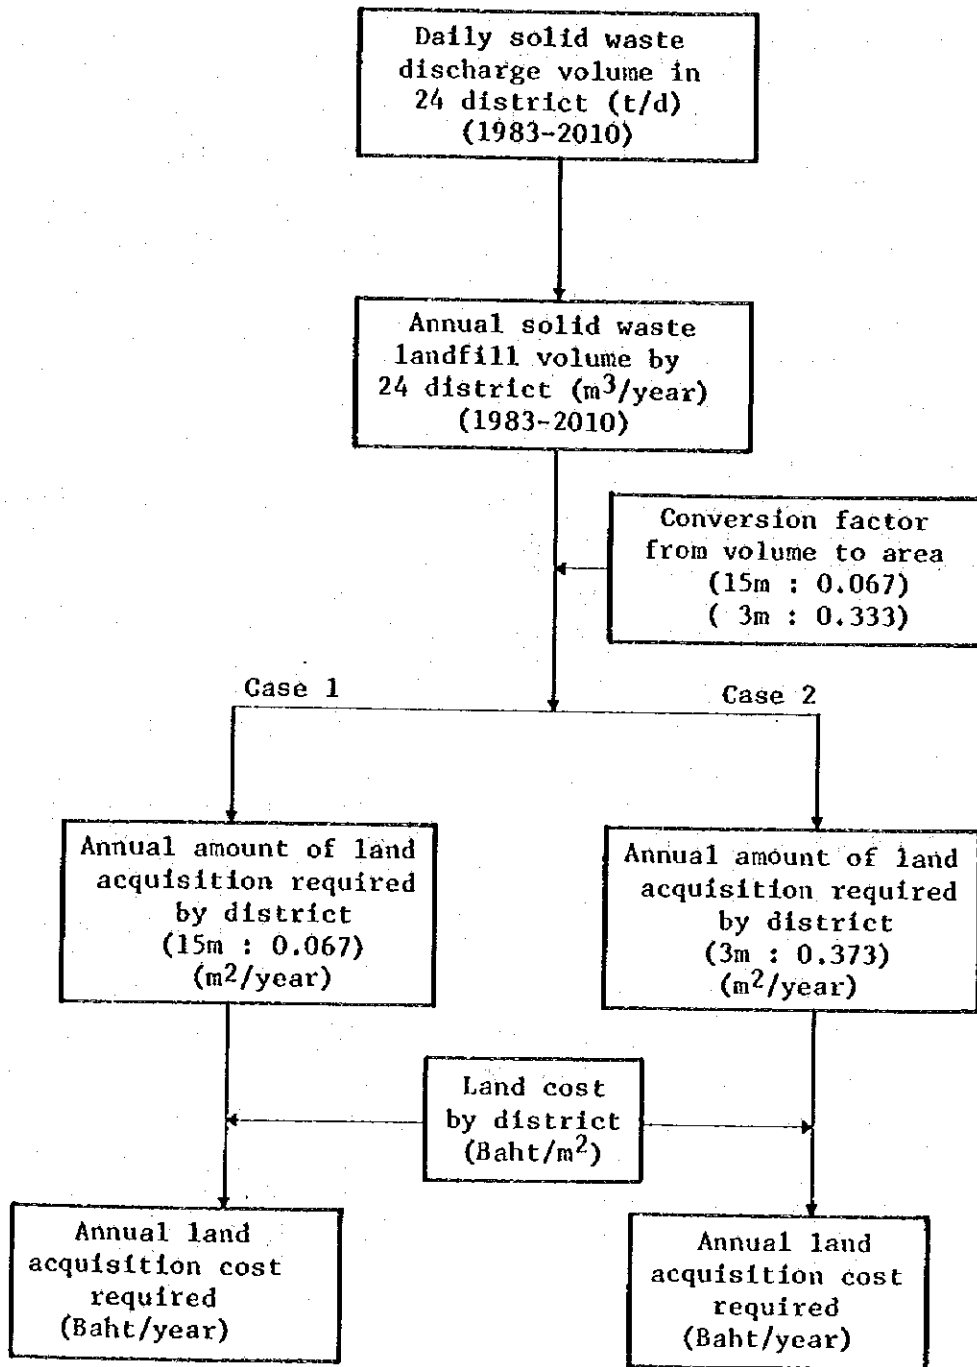 Daily solid waste
discharge volume in
24 district (t/d)
(1983-2010)
Annual solid waste
landfill volume by
24 district (m³/year)
(1983-2010)
Conversion factor
from volume to area
(15m : 0.067)
( 3m : 0.333)
Case 1
Case 2
Annual amount of land
acquisition required
by district
(15m : 0.067)
(m²/year)
Annual amount of land
acquisition required
by district
(3m : 0.373)
(m²/year)
Land cost
by district
(Baht/m²)
Annual land
acquisition cost
required
(Baht/year)
Annual land
acquisition cost
required
(Baht/year)